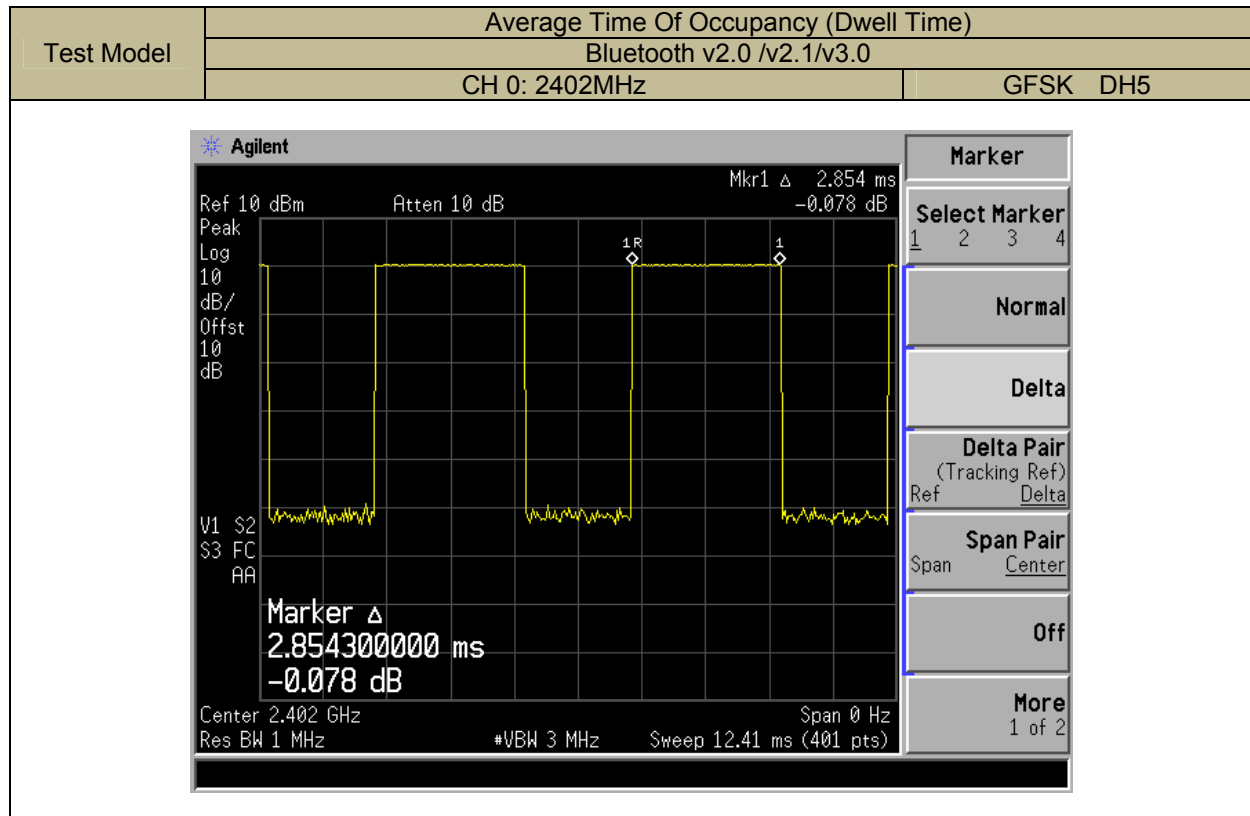 Test Model
Average Time Of Occupancy (Dwell Time)
Bluetooth v2.0 /v2.1/v3.0
CH 0: 2402MHz
GFSK DH5
Agilent
Mkr1 Δ 2.854 ms
Ref 10 dBm Atten 10 dB -0.078 dB
Peak
Log
10
dB/
Offst
10
dB
1R
1
V1 S2
S3 FC
AA
Marker Δ
2.854300000 ms
-0.078 dB
Center 2.402 GHz Span 0 Hz
Res BW 1 MHz #VBW 3 MHz Sweep 12.41 ms (401 pts)
Marker
Select Marker
1 2 3 4
Normal
Delta
Delta Pair
(Tracking Ref)
Ref Delta
Span Pair
Span Center
Off
More
1 of 2